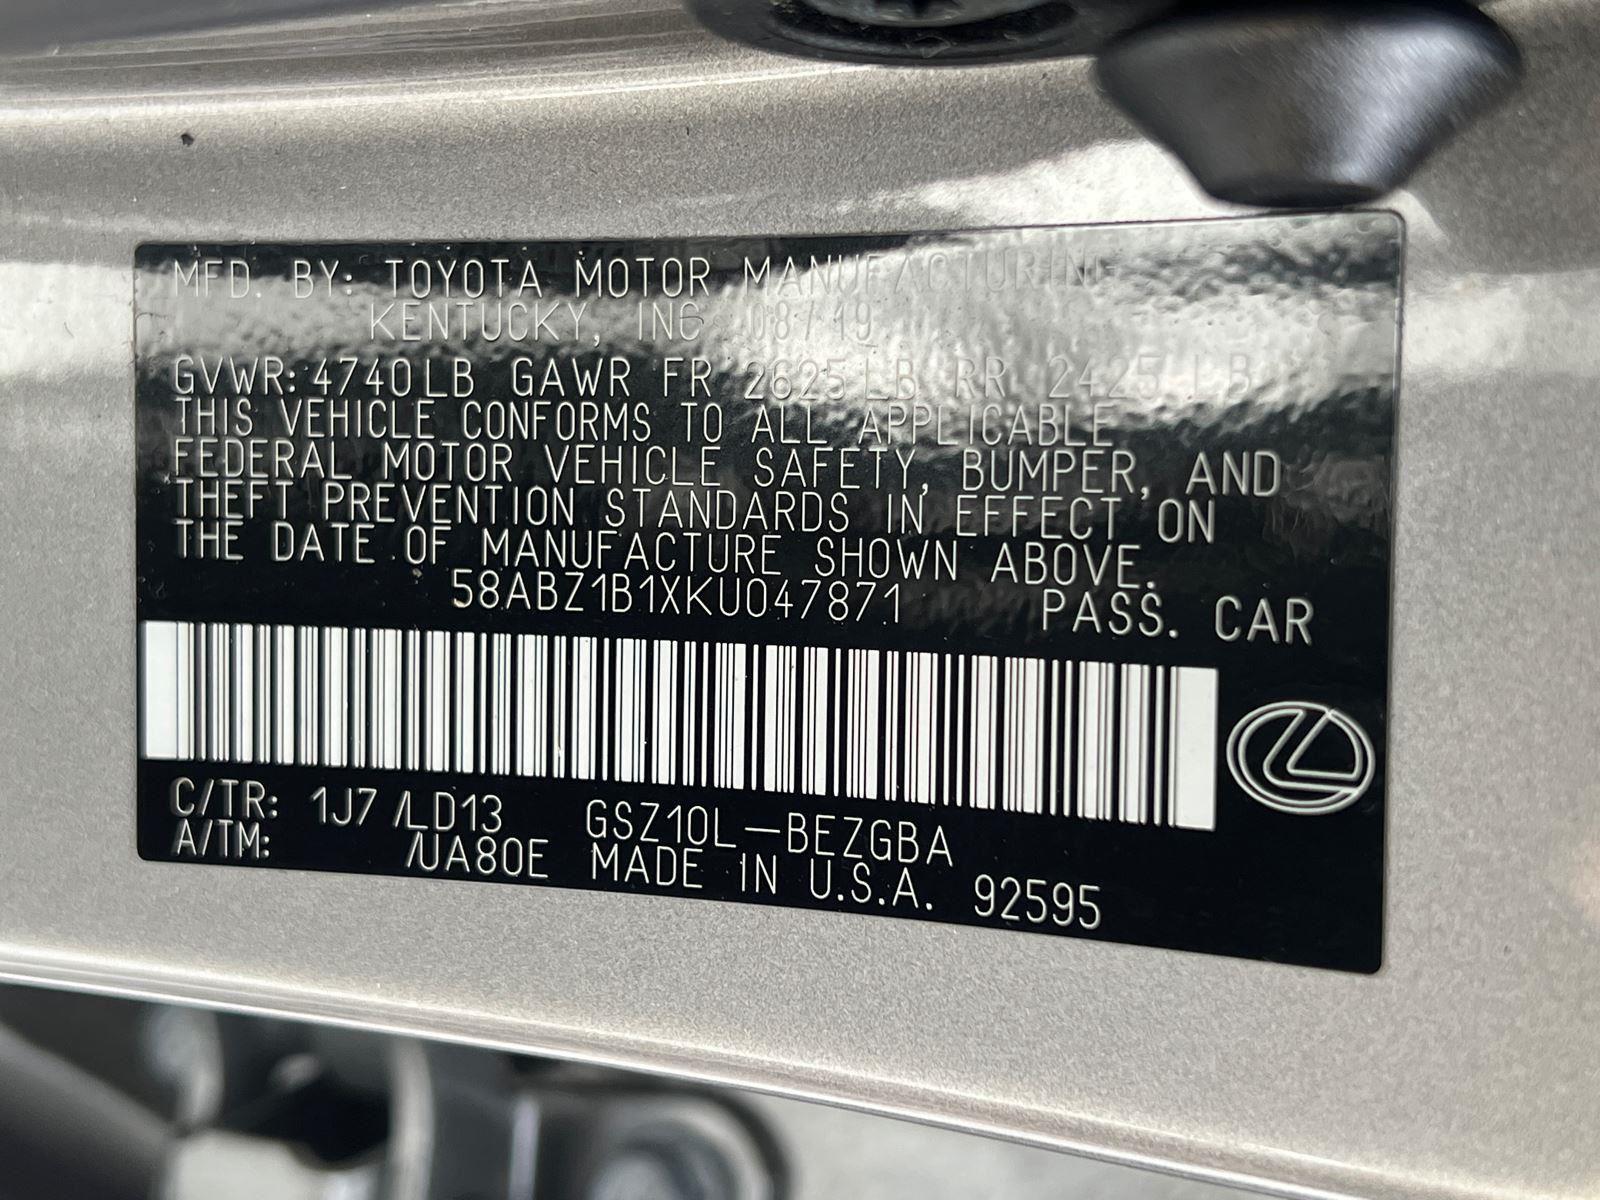 MFD. BY: TOYOTA MOTOR MANUFACTURING
KENTUCKY, INC 08/19
GVWR: 4740LB GAWR FR 2625LB RR 2425 LB
THIS VEHICLE CONFORMS TO ALL APPLICABLE
FEDERAL MOTOR VEHICLE SAFETY, BUMPER, AND
THEFT PREVENTION STANDARDS IN EFFECT ON
THE DATE OF MANUFACTURE SHOWN ABOVE.
58ABZ1B1XKU047871 PASS. CAR
C/TR: 1J7 /LD13 GSZ10L-BEZGBA
A/TM: /UA80E MADE IN U.S.A. 92595